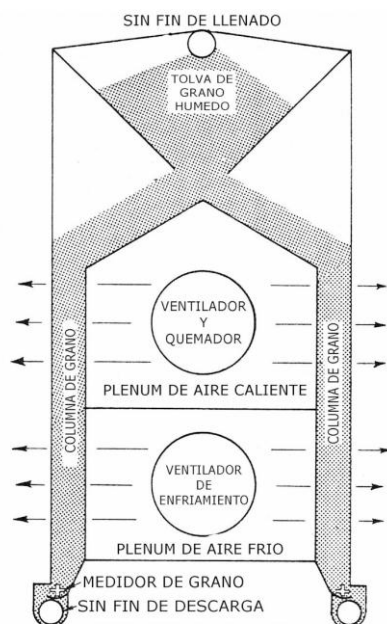 SIN FIN DE LLENADO
TOLVA DE
GRANO
HUMEDO
COLUMNA DE GRANO
COLUMNA DE GRANO
VENTILADOR
Y
QUEMADOR
PLENUM DE AIRE CALIENTE
VENTILADOR
DE
ENFRIAMIENTO
PLENUM DE AIRE FRIO
MEDIDOR DE GRANO
SIN FIN DE DESCARGA